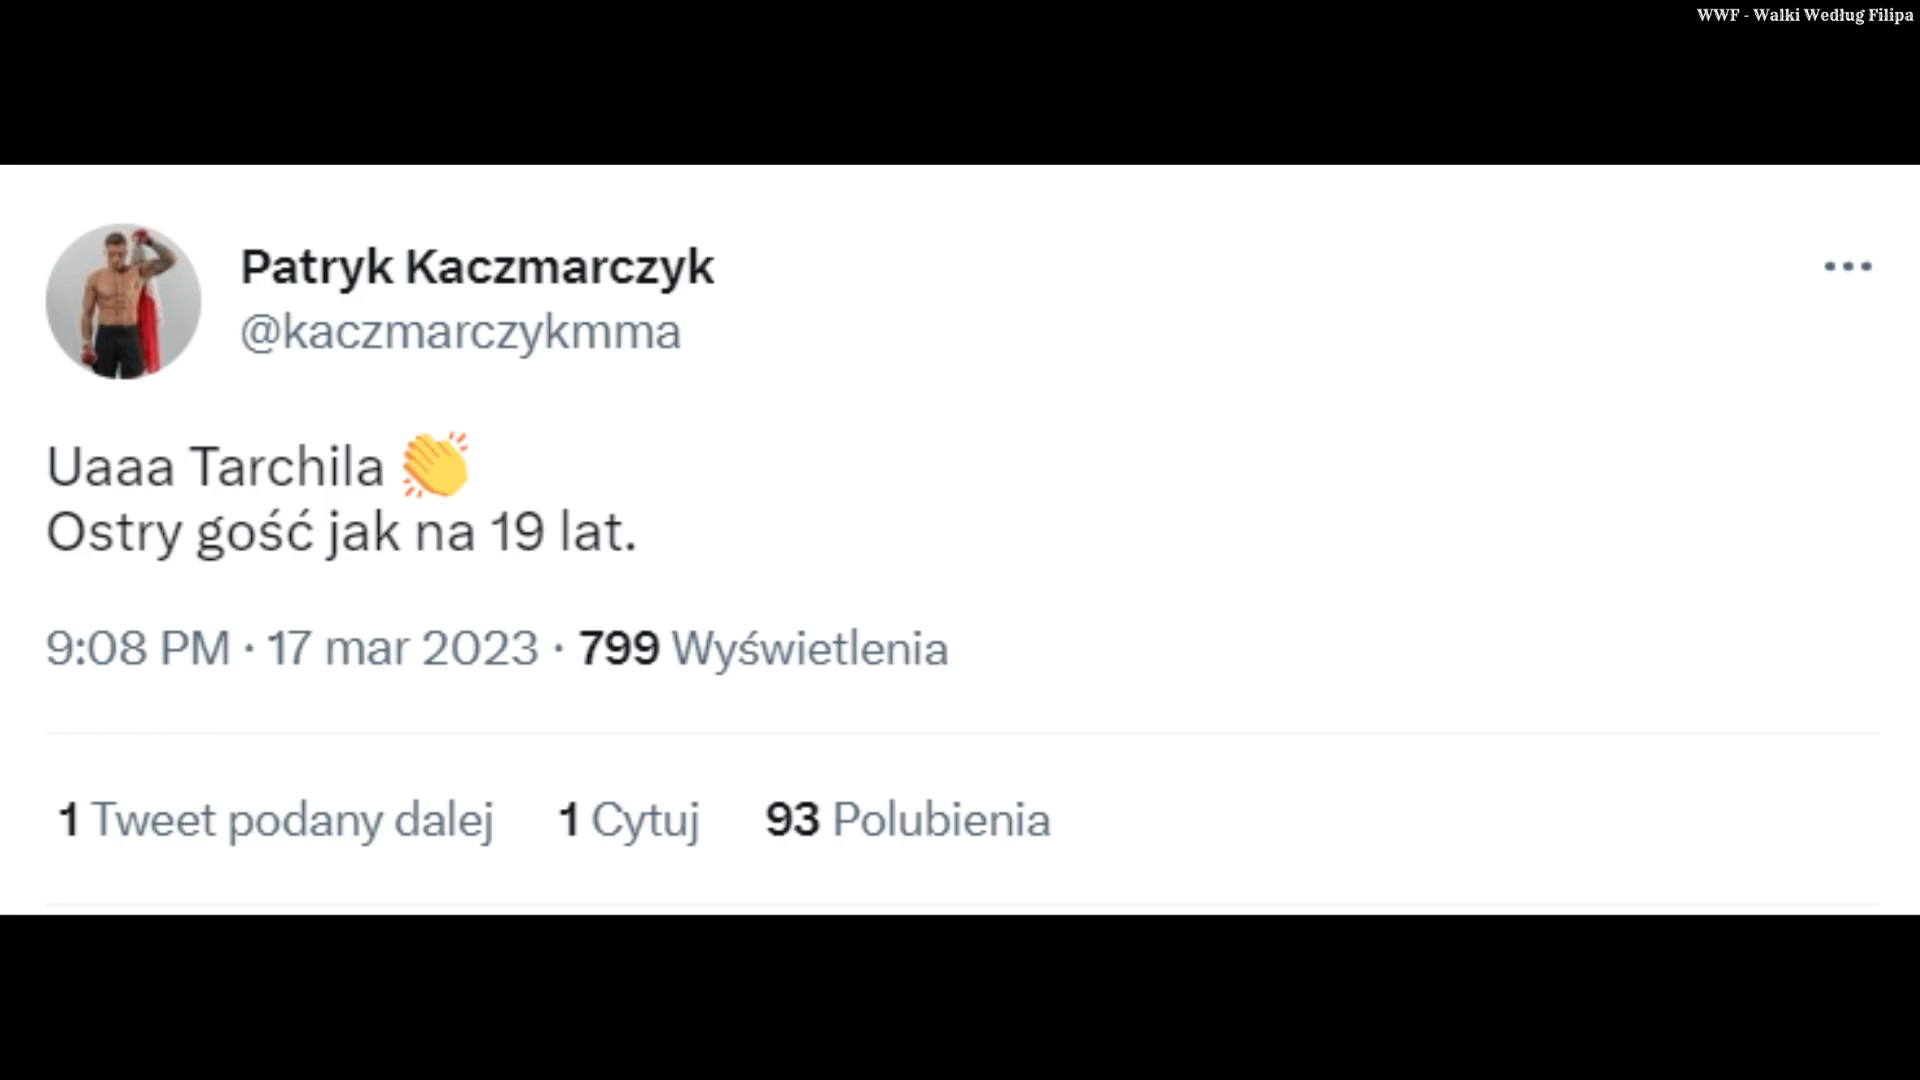 WWF - Walki Według Filipa
Patryk Kaczmarczyk
@kaczmarczykmma
Uaaa Tarchila 👏
Ostry gość jak na 19 lat.
9:08 PM · 17 mar 2023 · 799 Wyświetlenia
1 Tweet podany dalej 1 Cytuj 93 Polubienia